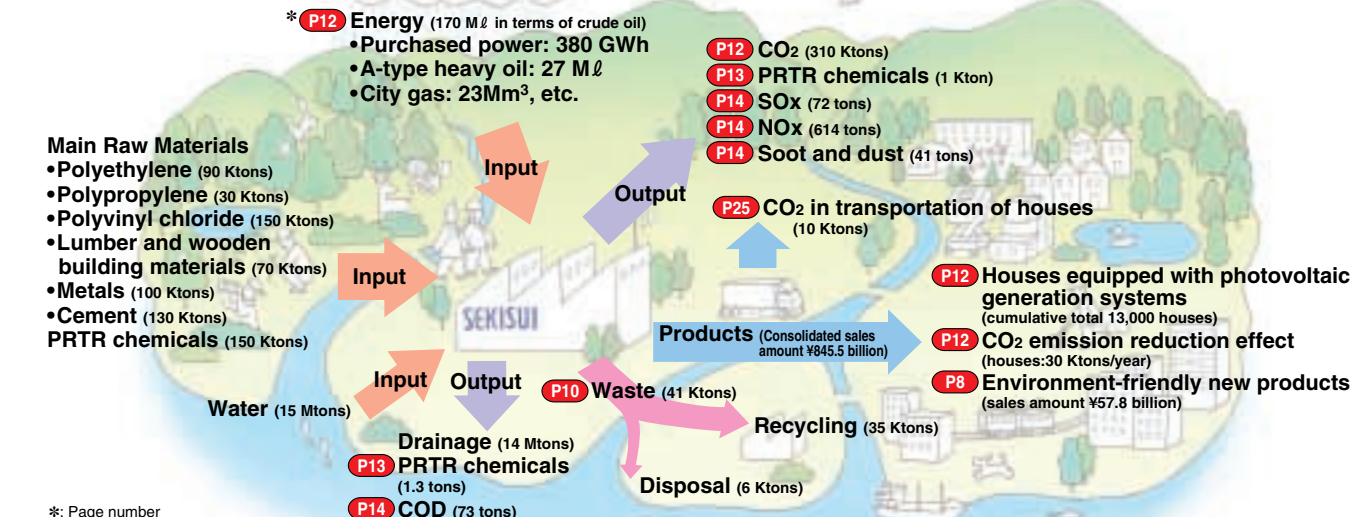 *P12 Energy (170 Mℓ in terms of crude oil)
•Purchased power: 380 GWh
•A-type heavy oil: 27 Mℓ
•City gas: 23Mm³, etc.
P12 CO2 (310 Ktons)
P13 PRTR chemicals (1 Kton)
P14 SOx (72 tons)
P14 NOx (614 tons)
P14 Soot and dust (41 tons)
Main Raw Materials
•Polyethylene (90 Ktons)
•Polypropylene (30 Ktons)
•Polyvinyl chloride (150 Ktons)
•Lumber and wooden
building materials (70 Ktons)
•Metals (100 Ktons)
•Cement (130 Ktons)
PRTR chemicals (150 Ktons)
Input
Output
Input
P25 CO2 in transportation of houses
(10 Ktons)
SEKISUI
Products (Consolidated sales
amount ¥845.5 billion)
P12 Houses equipped with photovoltaic
generation systems
(cumulative total 13,000 houses)
P12 CO2 emission reduction effect
(houses:30 Ktons/year)
P8 Environment-friendly new products
(sales amount ¥57.8 billion)
Input
Water (15 Mtons)
Output
Drainage (14 Mtons)
P13 PRTR chemicals
(1.3 tons)
P14 COD (73 tons)
P10 Waste (41 Ktons)
Recycling (35 Ktons)
Disposal (6 Ktons)
*: Page number